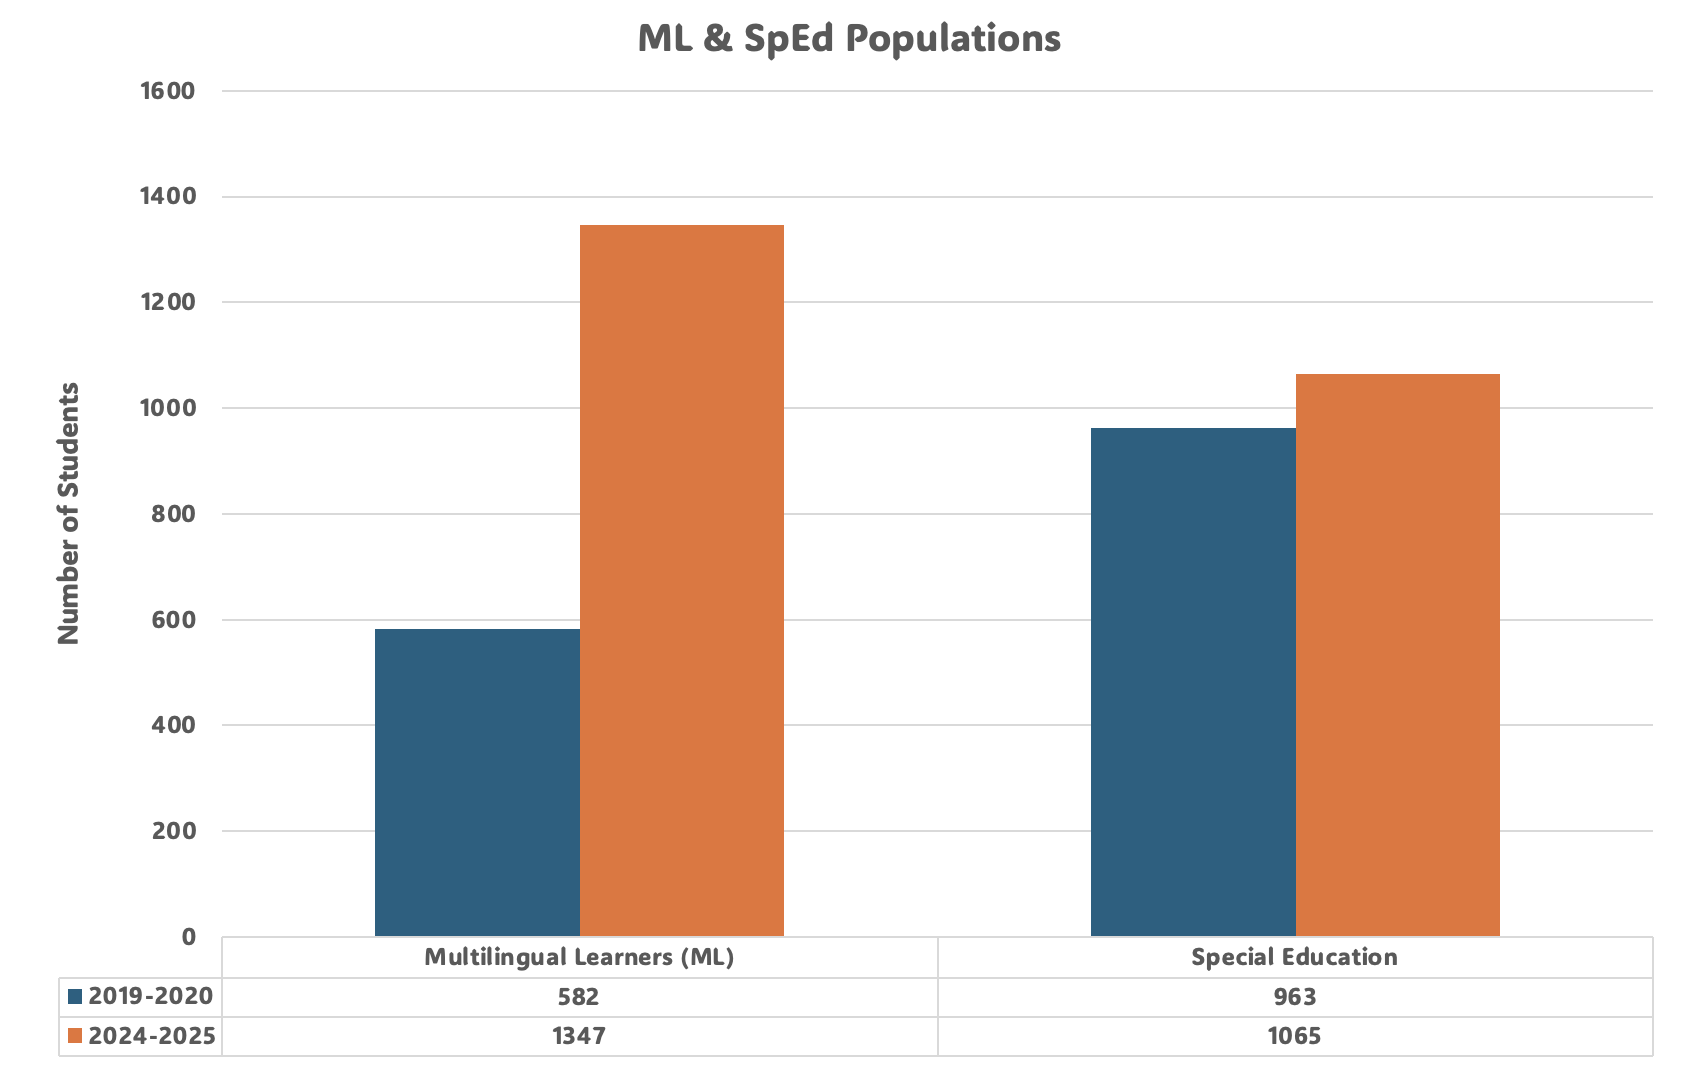 ML & SpEd Populations
1600
1400
1200
1000
800
600
400
200
0
Number of Students
Multilingual Learners (ML) Special Education
2019-2020 582 963
2024-2025 1347 1065